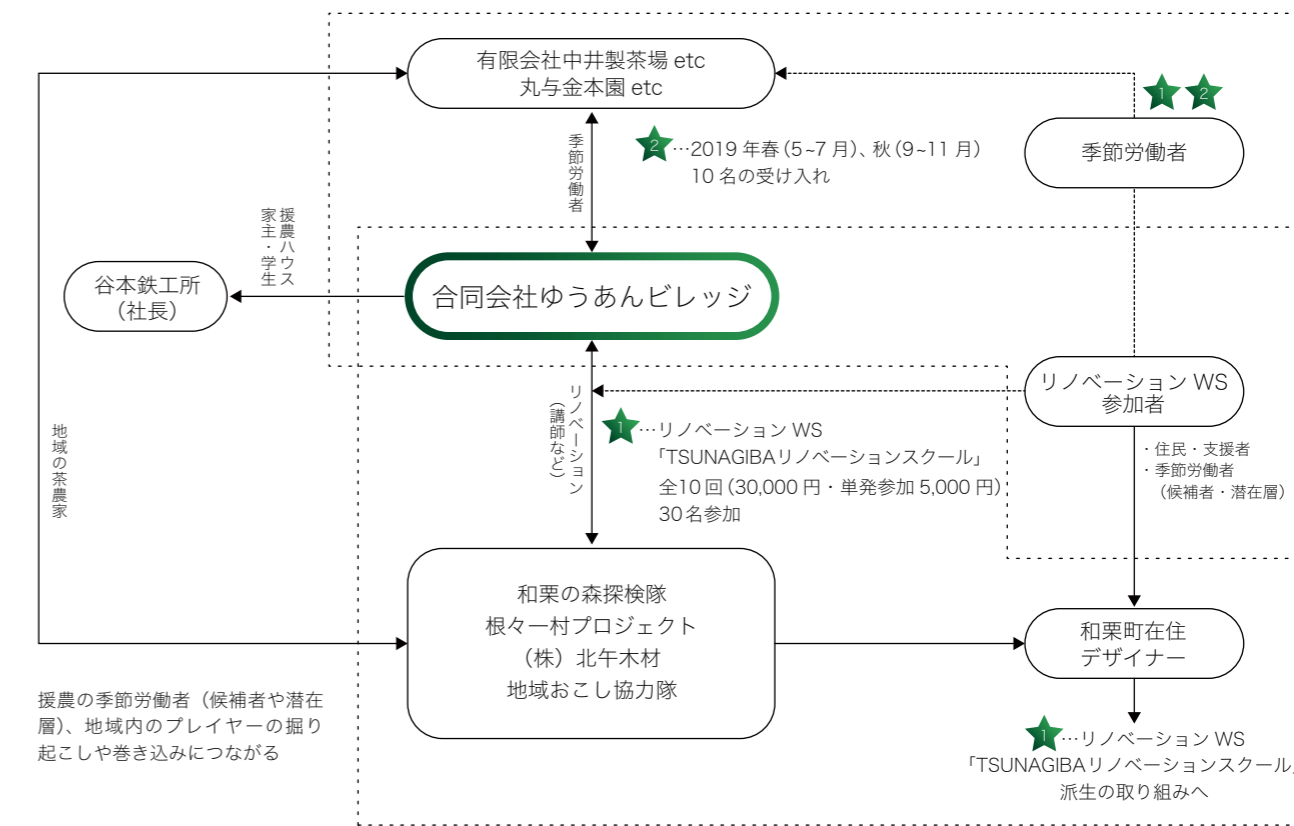 有限会社中井製茶場 etc
丸与金本園 etc
1
2
季節労働者
季節労働者
2…2019 年春(5~7 月)、秋(9~11 月)
10 名の受け入れ
援農ハウス
家主・学生
谷本鉄工所
(社長)
合同会社ゆうあんビレッジ
リノベーション WS
参加者
リノベーション
(講師など)
1…リノベーション WS
「TSUNAGIBAリノベーションスクール」
全10 回(30,000 円・単発参加 5,000 円)
30名参加
・住民・支援者
・季節労働者
(候補者・潜在層)
地域の茶農家
和栗の森探検隊
根々一村プロジェクト
(株)北午木材
地域おこし協力隊
和栗町在住
デザイナー
援農の季節労働者(候補者や潜在
層)、地域内のプレイヤーの掘り
起こしや巻き込みにつながる
1…リノベーション WS
「TSUNAGIBAリノベーションスクール」
派生の取り組みへ